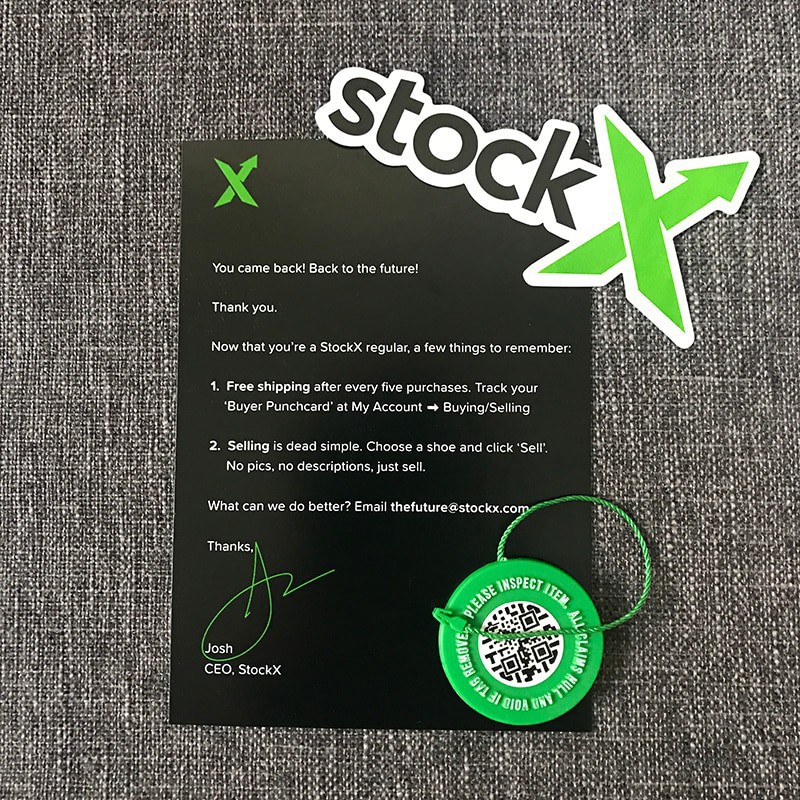 stockX
X
You came back! Back to the future!
Thank you.
Now that you're a StockX regular, a few things to remember:
1. Free shipping after every five purchases. Track your
'Buyer Punchcard' at My Account ➡ Buying/Selling
2. Selling is dead simple. Choose a shoe and click 'Sell'.
No pics, no descriptions, just sell.
What can we do better? Email thefuture@stockx.com
Thanks,
Josh
CEO, StockX
PLEASE INSPECT ITEM. ALL CLAIMS NULL AND VOID IF TAG REMOVED